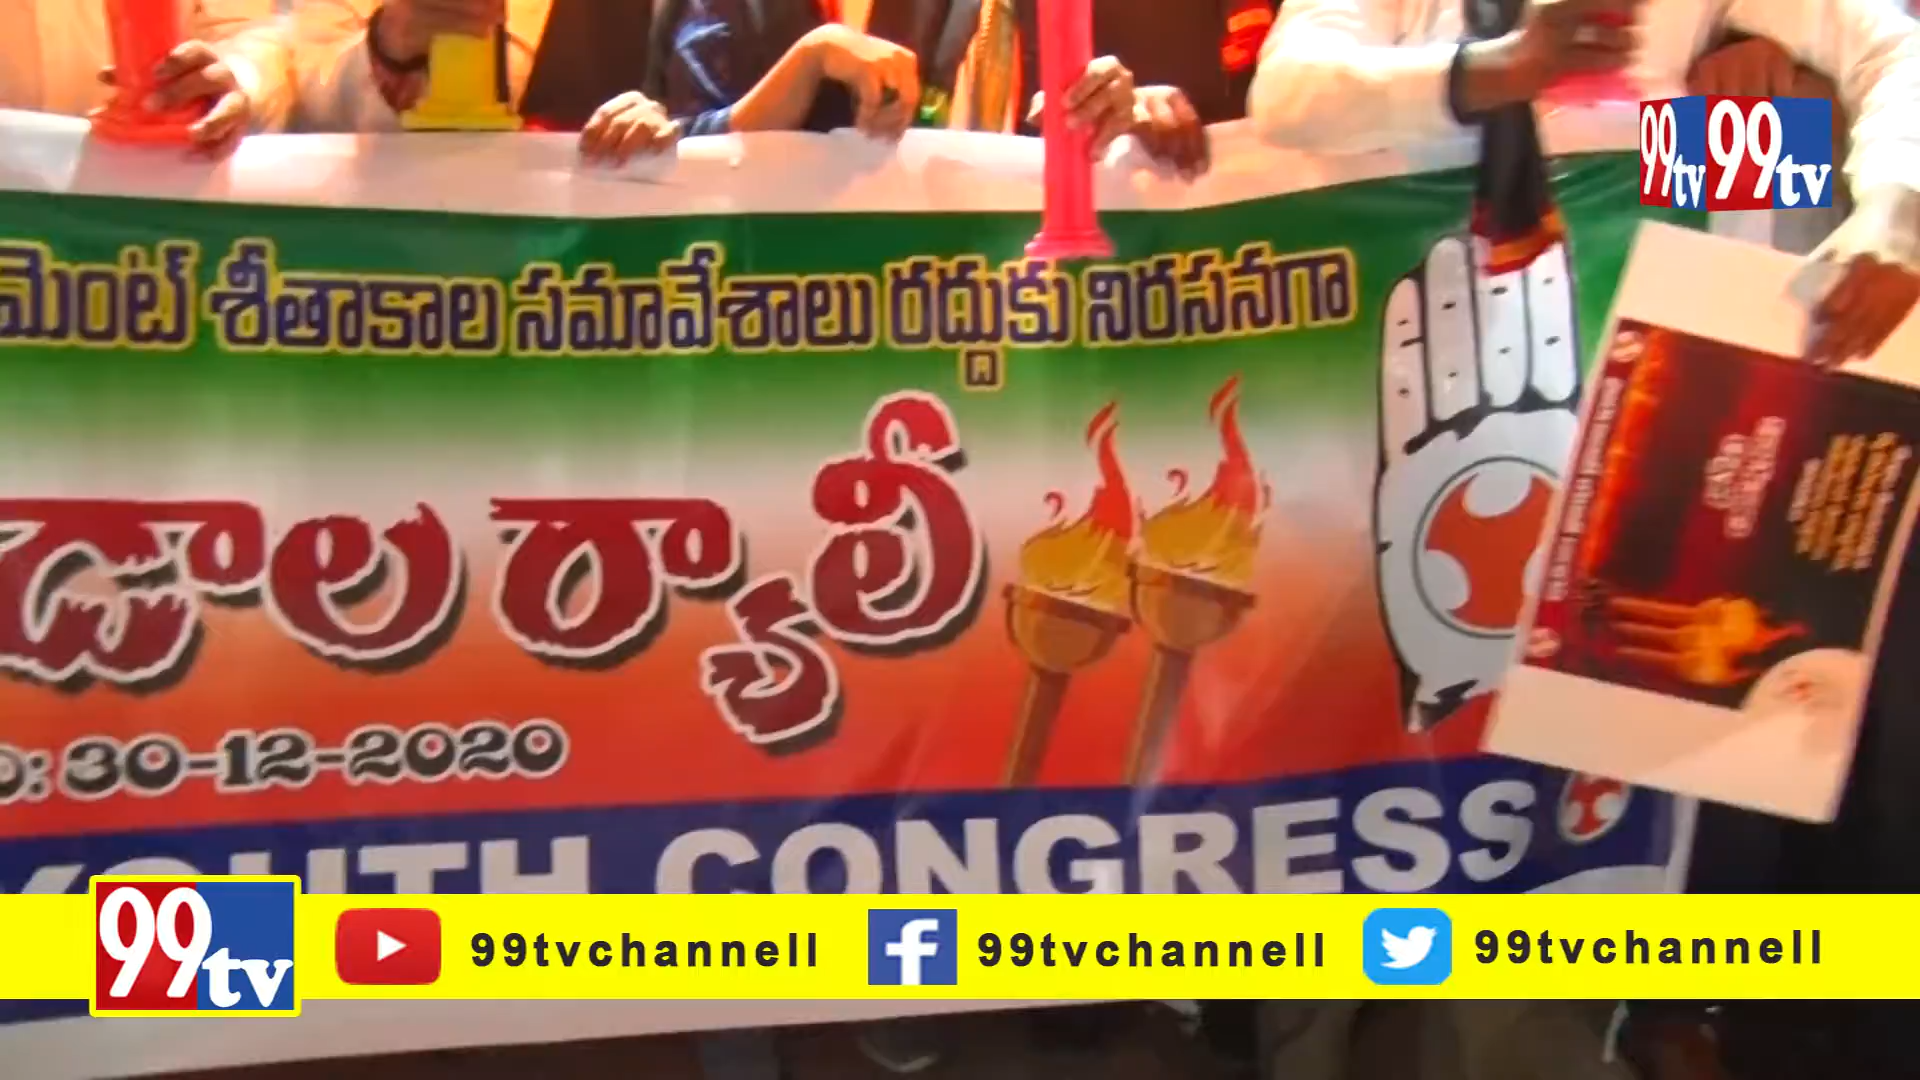 99tv 99tv
మెంట్ శీతాకాల సమావేశాలు రద్దుకు నిరసనగా
డాల ర్యాలీ
30-12-2020
YOUTH CONGRESS
99tv 99tvchannell 99tvchannell 99tvchannell